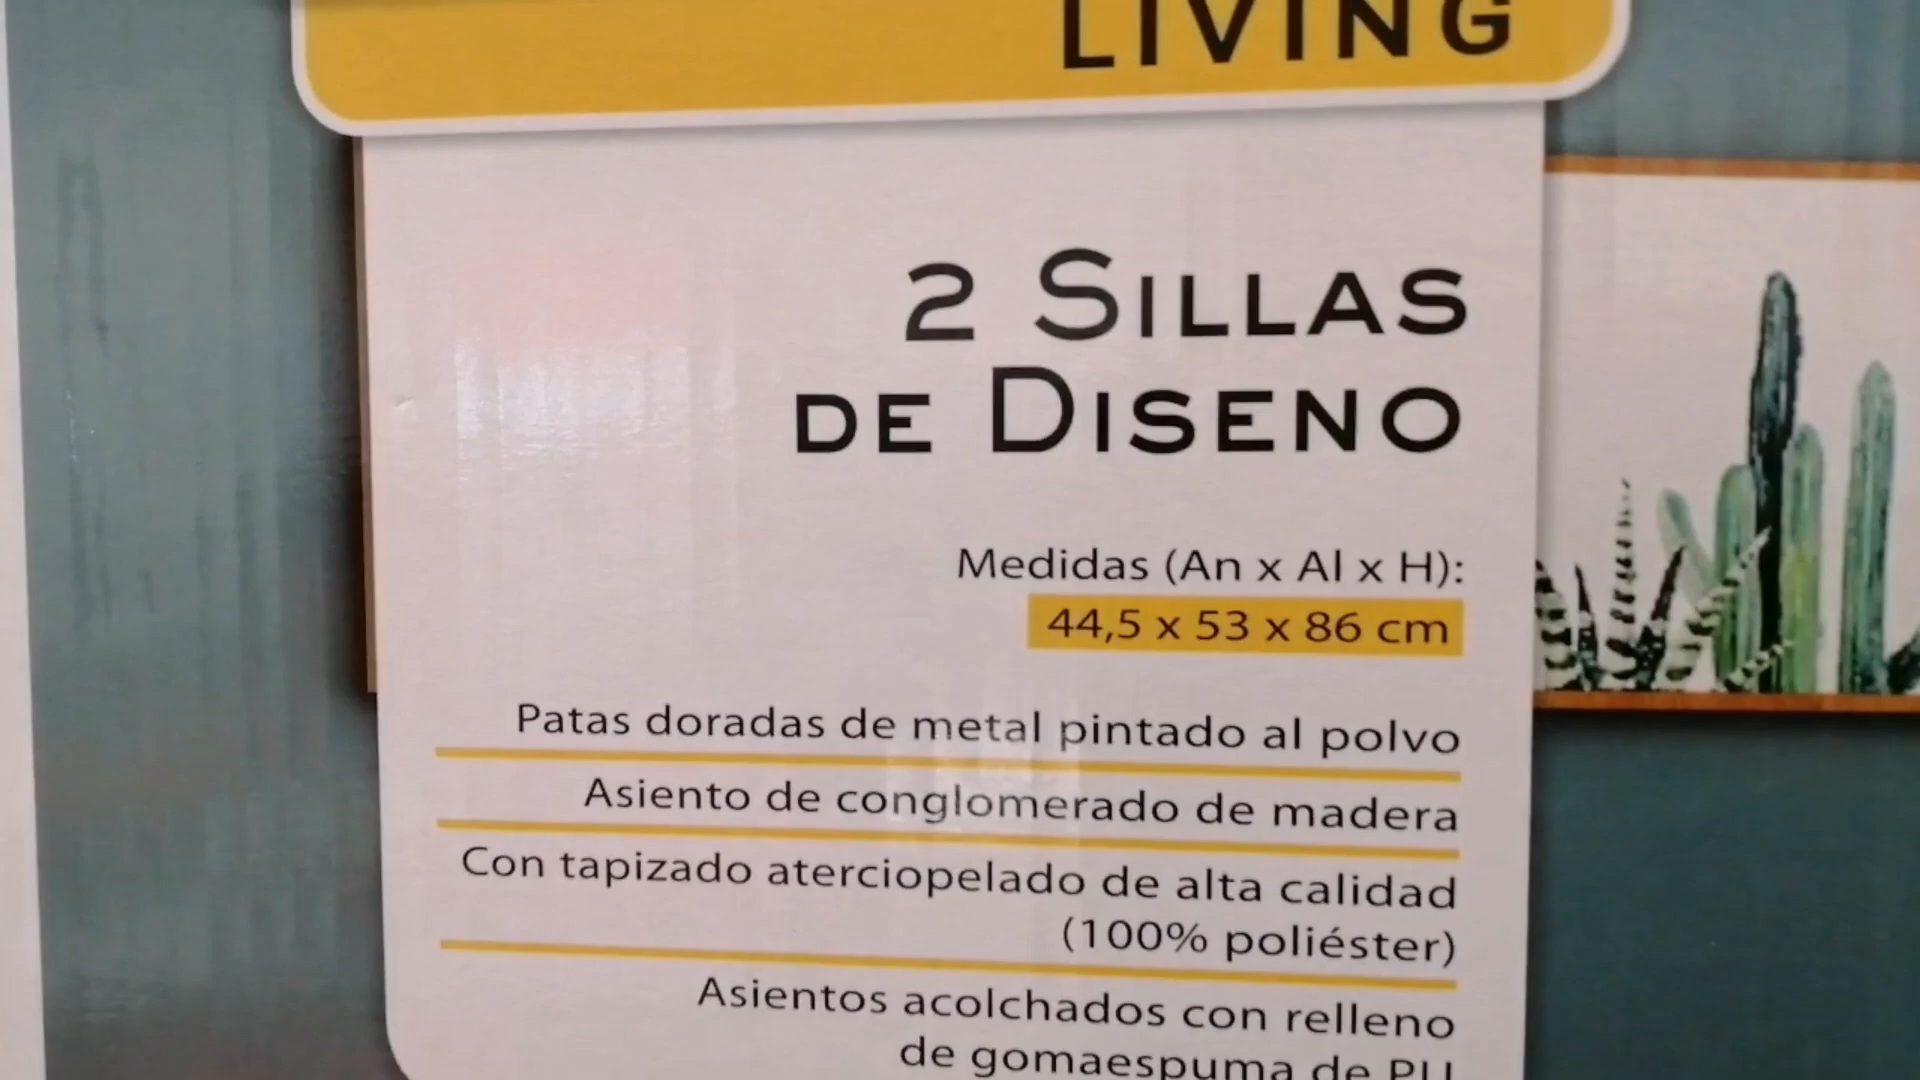 LIVING
2 SILLAS
DE DISENO
Medidas (An x Al x H):
44,5 x 53 x 86 cm
Patas doradas de metal pintado al polvo
Asiento de conglomerado de madera
Con tapizado aterciopelado de alta calidad
(100% poliéster)
Asientos acolchados con relleno
de gomaespuma de PU